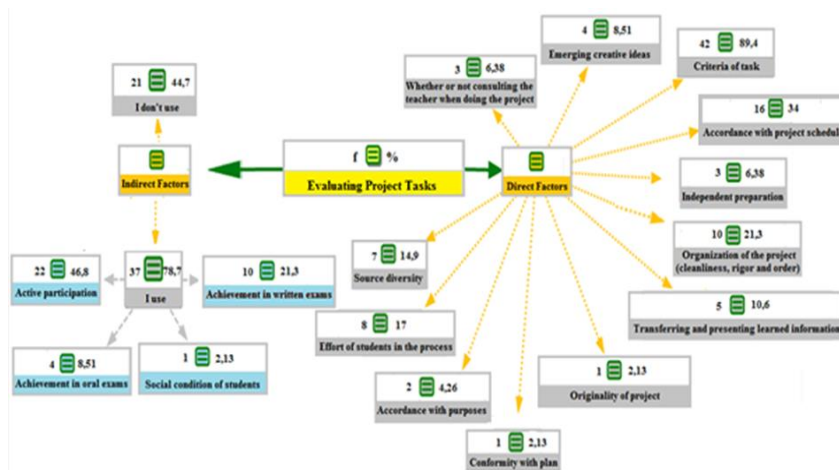 4 8,51
Emerging creative ideas
42 89,4
Criteria of task
3 6,38
Whether or not consulting the
teacher when doing the project
21 44,7
I don't use
16 34
Accordance with project schedule
f %
Evaluating Project Tasks
Indirect Factors
Direct Factors
3 6,38
Independent preparation
10 21,3
Organization of the project
(cleanliness, rigor and order)
7 14,9
Source diversity
22 46,8
Active participation
37 78,7
I use
10 21,3
Achievement in written exams
5 10,6
Transferring and presenting learned information
8 17
Effort of students in the process
4 8,51
Achievement in oral exams
1 2,13
Social condition of students
2 4,26
Accordance with purposes
1 2,13
Originality of project
1 2,13
Conformity with plan